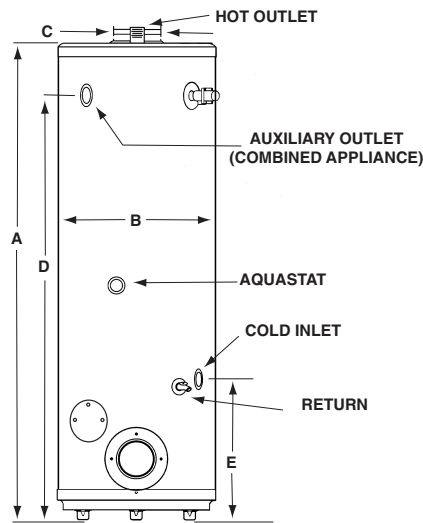 HOT OUTLET
C
AUXILIARY OUTLET
(COMBINED APPLIANCE)
B
A
D
AQUASTAT
COLD INLET
RETURN
E